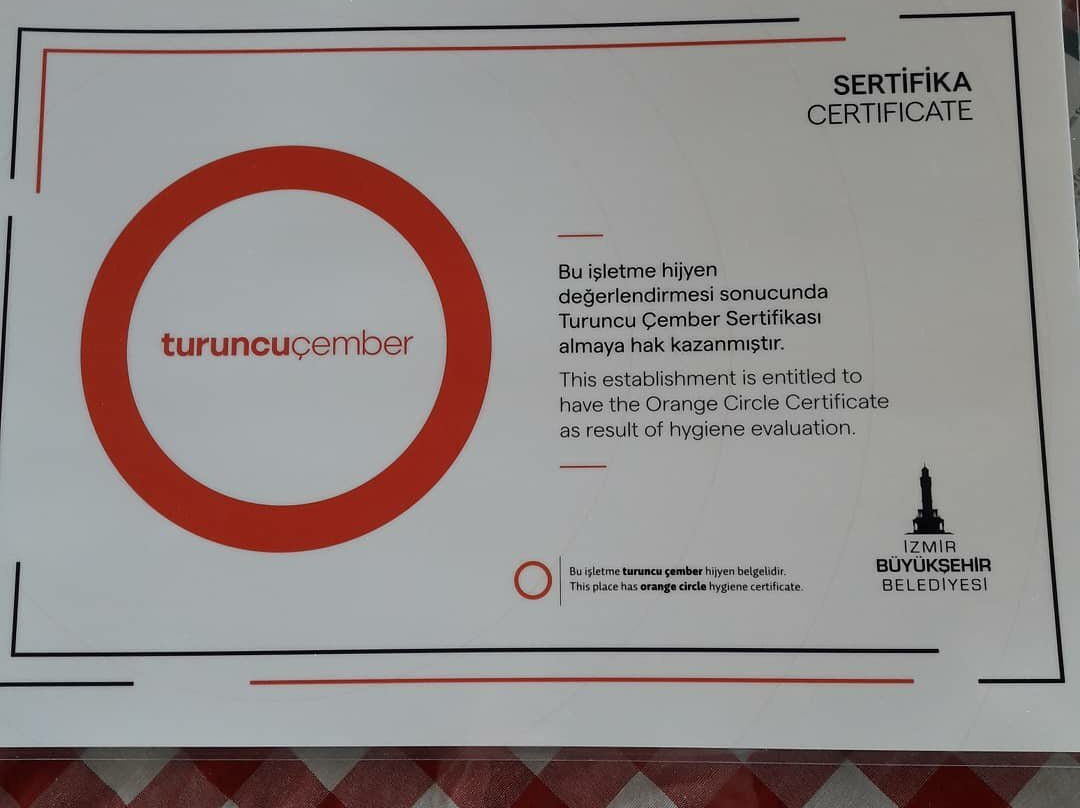 SERTİFİKA
CERTIFICATE
turuncuçember
Bu işletme hijyen
değerlendirmesi sonucunda
Turuncu Çember Sertifikası
almaya hak kazanmıştır.
This establishment is entitled to
have the Orange Circle Certificate
as result of hygiene evaluation.
Bu işletme turuncu çember hijyen belgelidir.
This place has orange circle hygiene certificate.
İZMİR
BÜYÜKŞEHİR
BELEDİYESİ